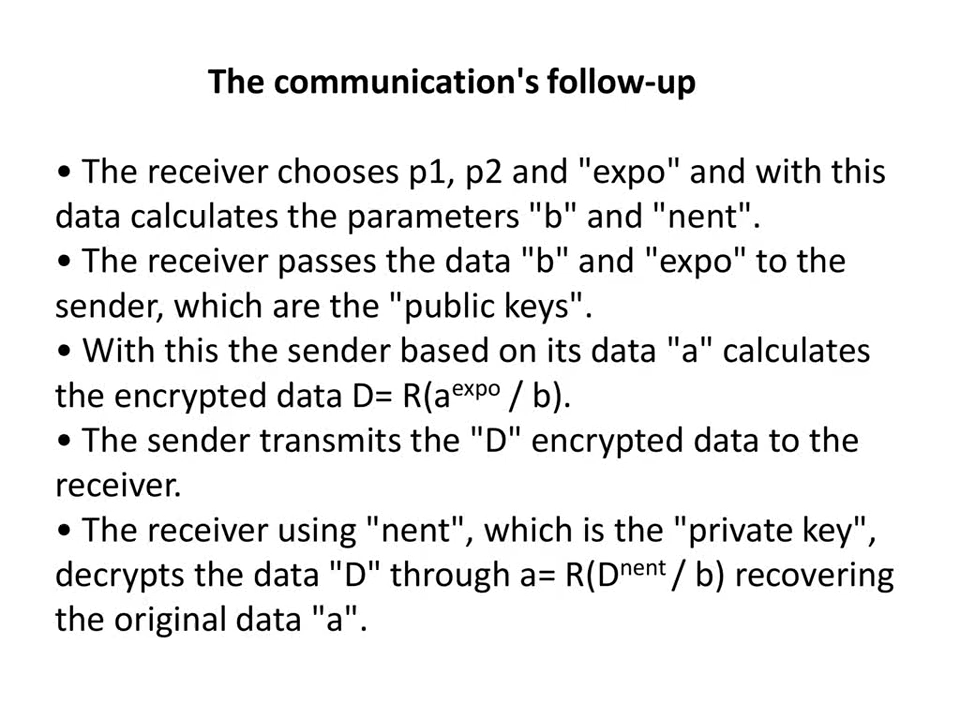 The communication's follow-up
• The receiver chooses p1, p2 and "expo" and with this
data calculates the parameters "b" and "nent".
• The receiver passes the data "b" and "expo" to the
sender, which are the "public keys".
• With this the sender based on its data "a" calculates
the encrypted data D= R(a^expo / b).
• The sender transmits the "D" encrypted data to the
receiver.
• The receiver using "nent", which is the "private key",
decrypts the data "D" through a= R(D^nent / b) recovering
the original data "a".